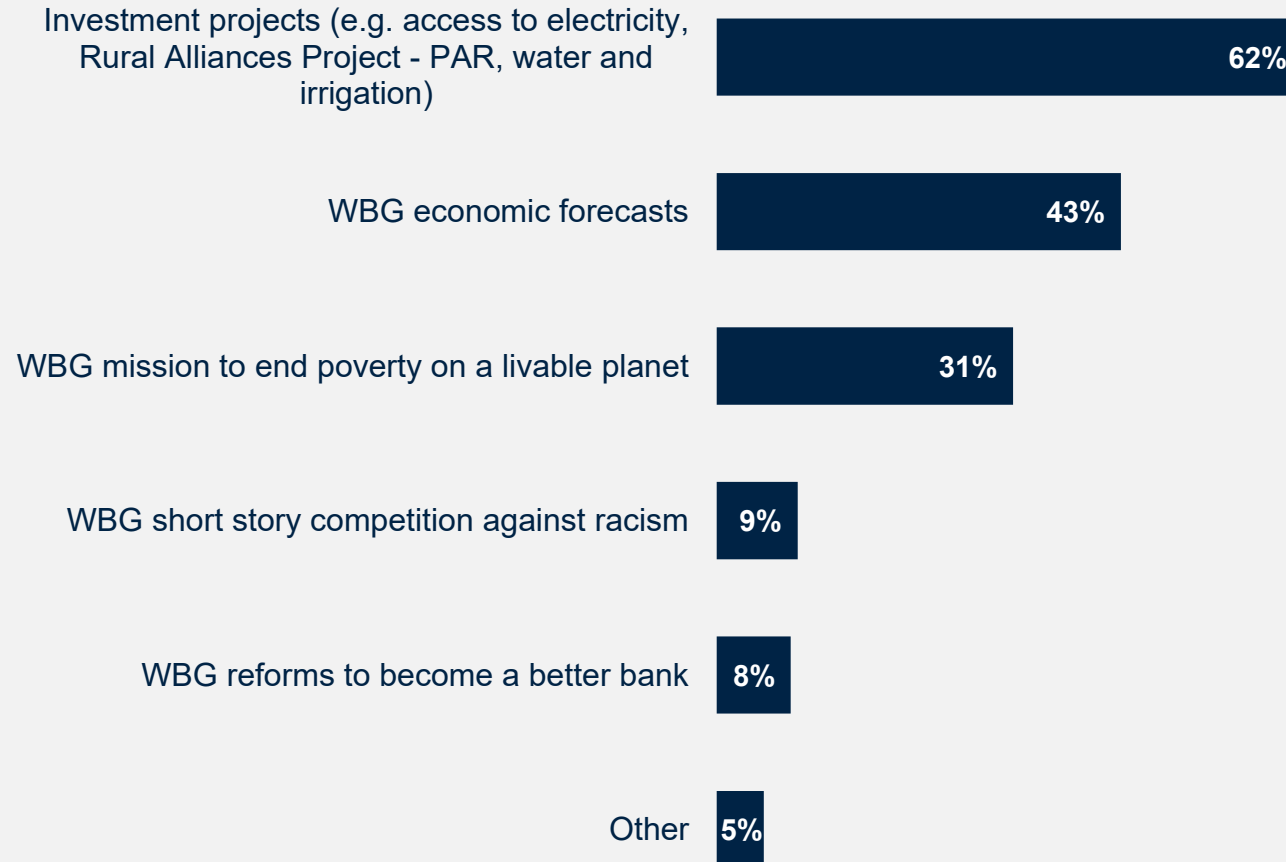 Investment projects (e.g. access to electricity,
Rural Alliances Project - PAR, water and
irrigation)
62%
WBG economic forecasts
43%
WBG mission to end poverty on a livable planet
31%
WBG short story competition against racism
9%
WBG reforms to become a better bank
8%
Other
5%